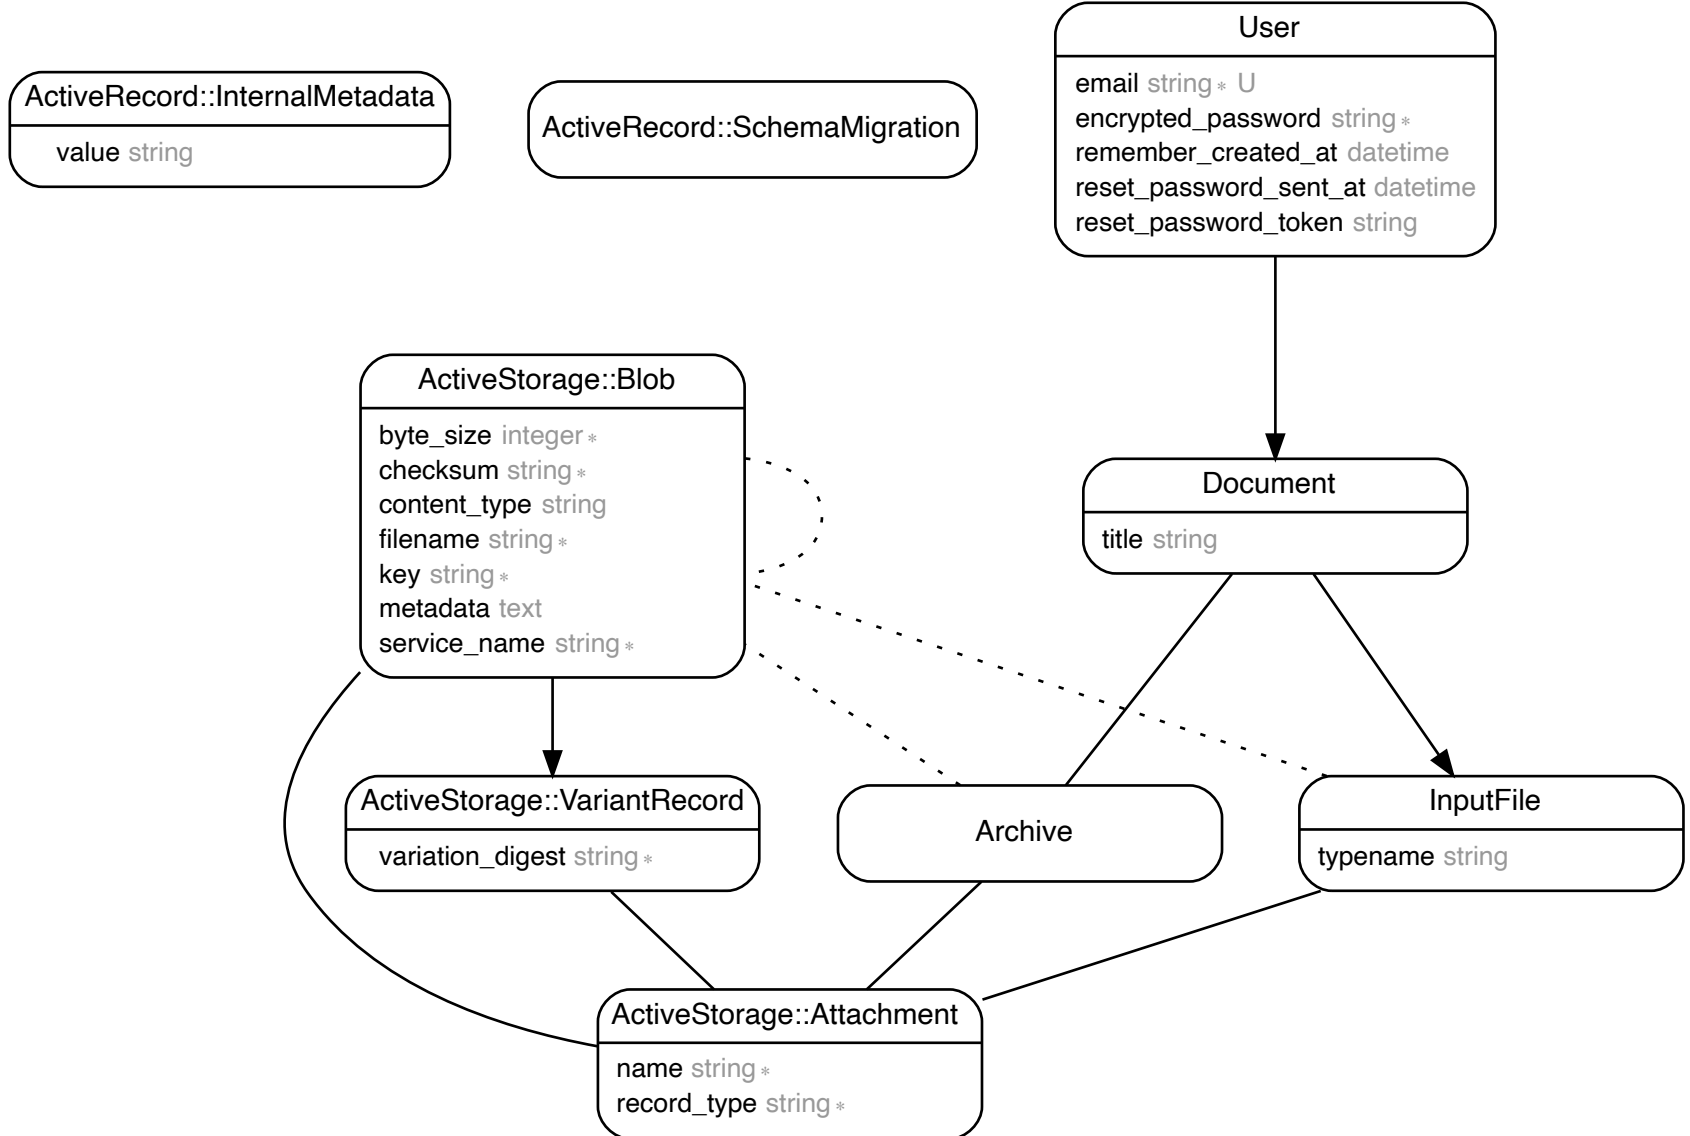 User
email string* U
encrypted_password string*
remember_created_at datetime
reset_password_sent_at datetime
reset_password_token string
ActiveRecord::InternalMetadata
value string
ActiveRecord::SchemaMigration
ActiveStorage::Blob
byte_size integer*
checksum string*
content_type string
filename string*
key string*
metadata text
service_name string*
Document
title string
ActiveStorage::VariantRecord
variation_digest string*
Archive
InputFile
typename string
ActiveStorage::Attachment
name string*
record_type string*